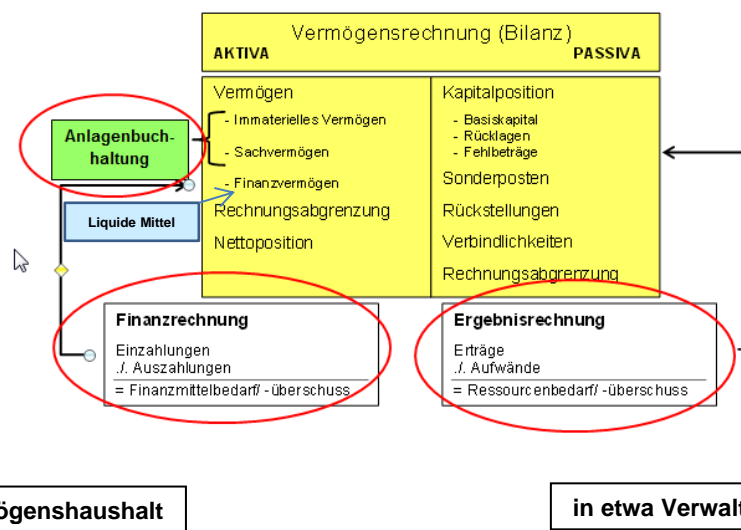 Vermögensrechnung (Bilanz)
AKTIVA PASSIVA
Vermögen
- Immaterielles Vermögen
- Sachvermögen
- Finanzvermögen
Rechnungsabgrenzung
Nettoposition
Kapitalposition
- Basiskapital
- Rücklagen
- Fehlbeträge
Sonderposten
Rückstellungen
Verbindlichkeiten
Rechnungsabgrenzung
Anlagenbuch-
haltung
Liquide Mittel
Finanzrechnung
Einzahlungen
./. Auszahlungen
= Finanzmittelbedarf/ -überschuss
Ergebnisrechnung
Erträge
./. Aufwände
= Ressourcenbedarf/ -überschuss
ögenshaushalt
in etwa Verwalt